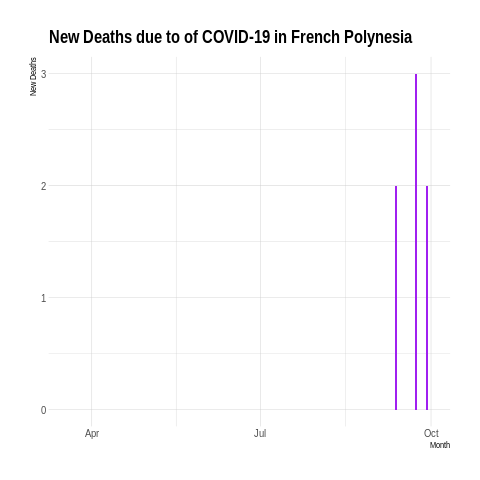 New Deaths due to of COVID-19 in French Polynesia
New Deaths
3
2
1
0
Apr
Jul
Oct
Month